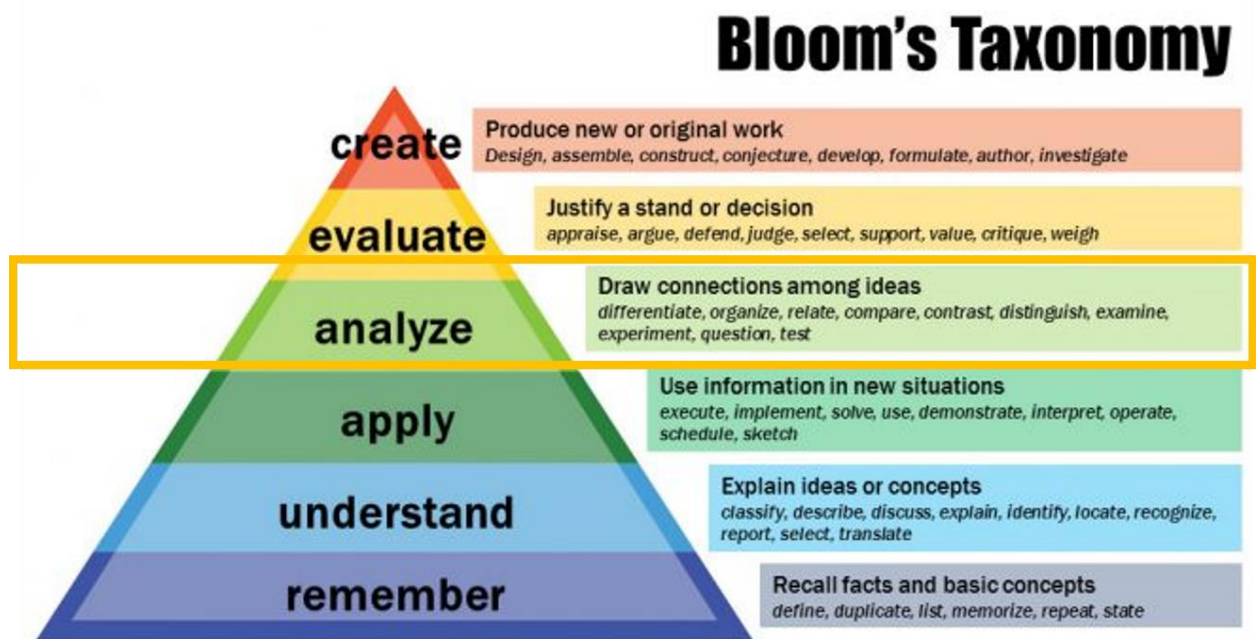 Bloom's Taxonomy
create
Produce new or original work
Design, assemble, construct, conjecture, develop, formulate, author, investigate
evaluate
Justify a stand or decision
appraise, argue, defend, judge, select, support, value, critique, weigh
analyze
Draw connections among ideas
differentiate, organize, relate, compare, contrast, distinguish, examine,
experiment, question, test
apply
Use information in new situations
execute, implement, solve, use, demonstrate, interpret, operate,
schedule, sketch
understand
Explain ideas or concepts
classify, describe, discuss, explain, identify, locate, recognize,
report, select, translate
remember
Recall facts and basic concepts
define, duplicate, list, memorize, repeat, state